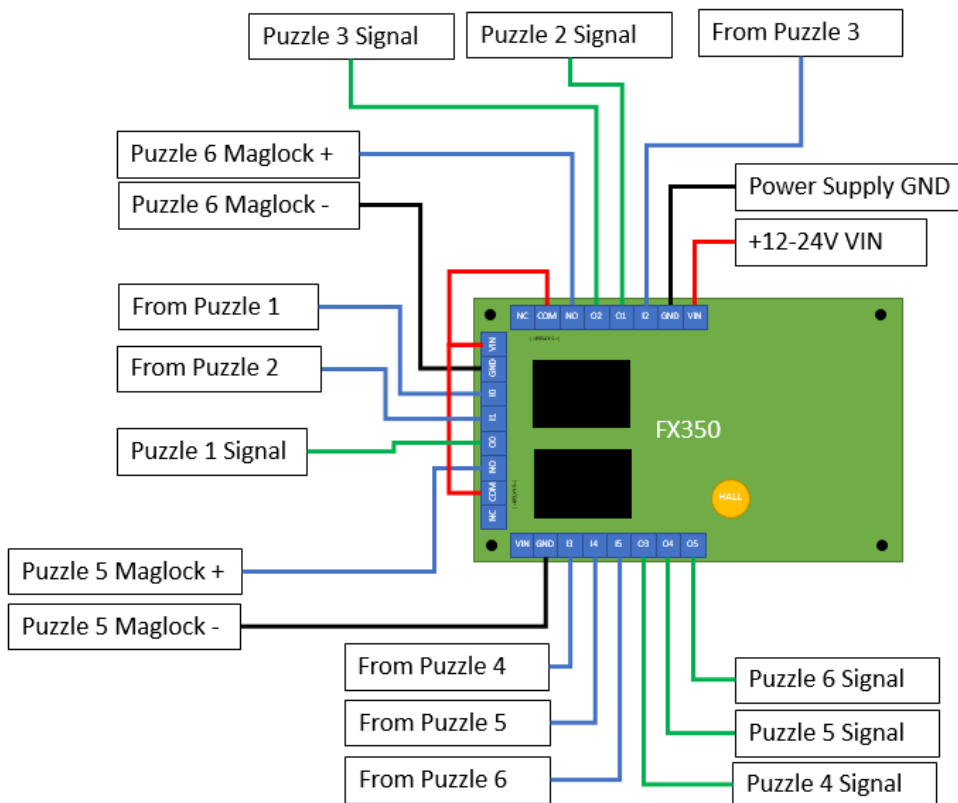 Puzzle 3 Signal
Puzzle 2 Signal
From Puzzle 3
Puzzle 6 Maglock +
Puzzle 6 Maglock -
Power Supply GND
+12-24V VIN
From Puzzle 1
From Puzzle 2
Puzzle 1 Signal
Puzzle 5 Maglock +
Puzzle 5 Maglock -
NC COM NO O2 O1 I2 GND VIN
VIN
GND
I0
I1
O0
NO
COM
NC
FX350
HALL
VIN GND I3 I4 I5 O3 O4 O5
From Puzzle 4
From Puzzle 5
From Puzzle 6
Puzzle 6 Signal
Puzzle 5 Signal
Puzzle 4 Signal